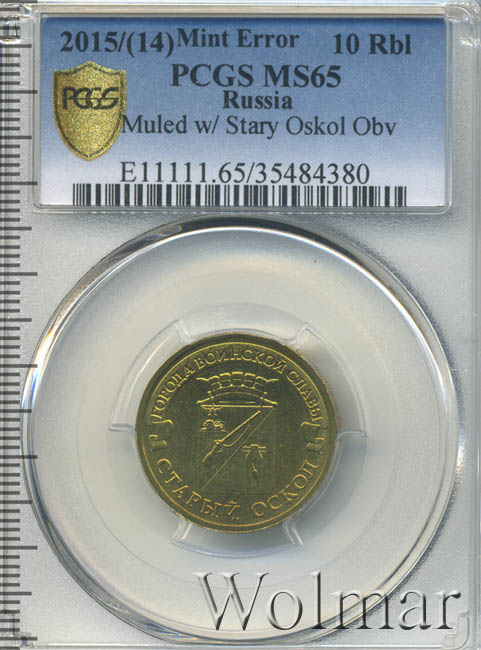 2015/(14) Mint Error 10 Rbl
PCGS MS65
PCGS
Russia
Muled w/ Stary Oskol Obv
E11111.65/35484380
ГОРОДА ВОИНСКОЙ СЛАВЫ
СТАРЫЙ ОСКОЛ
Wolmar